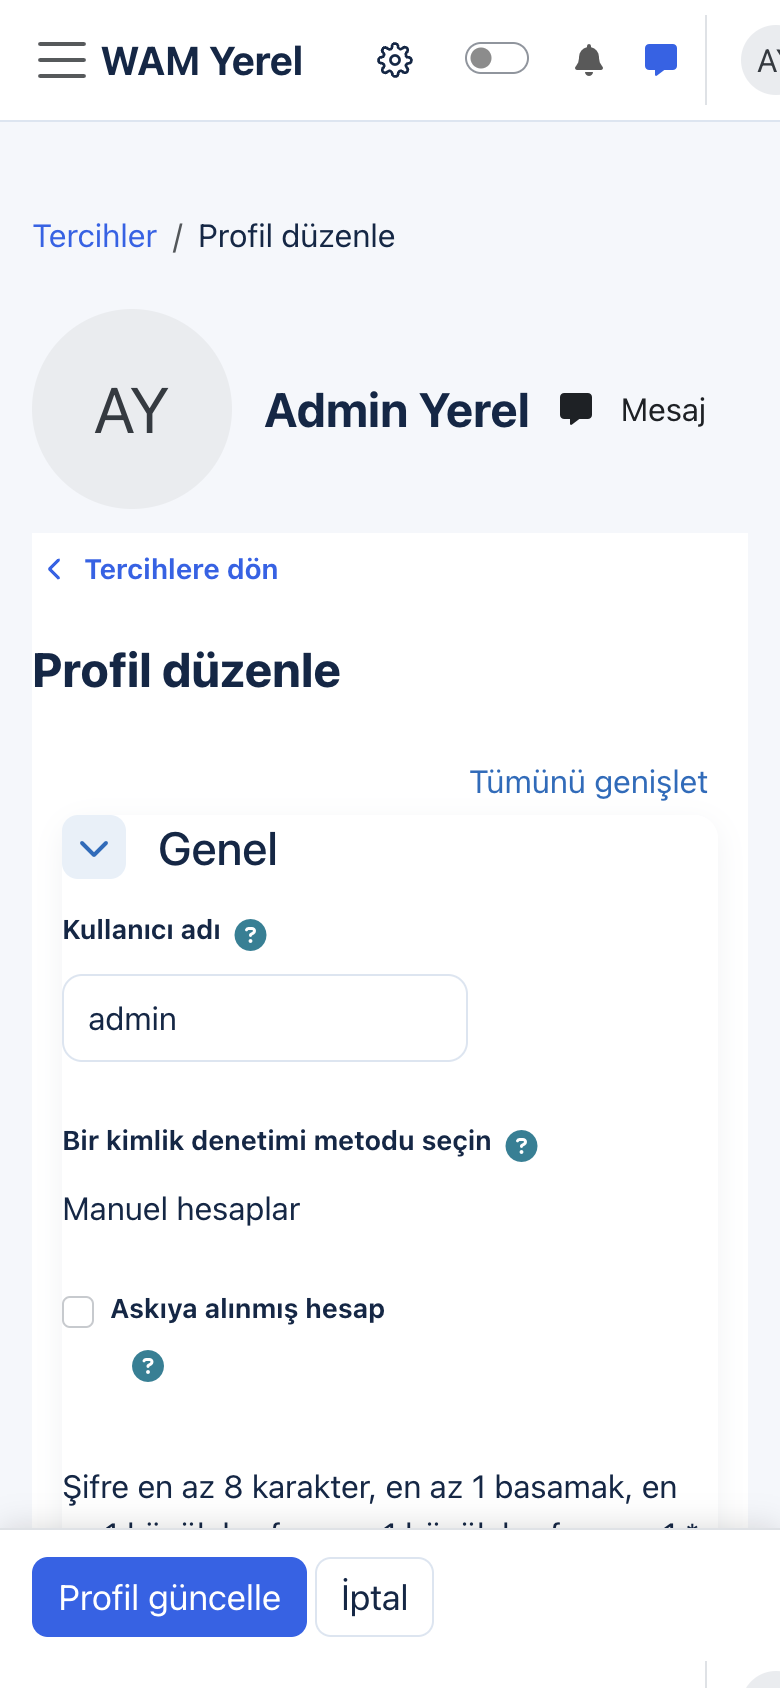 WAM Yerel
Tercihler / Profil düzenle
AY
Admin Yerel
Mesaj
Tercihlere dön
Profil düzenle
Tümünü genişlet
Genel
Kullanıcı adı ?
admin
Bir kimlik denetimi metodu seçin ?
Manuel hesaplar
Askıya alınmış hesap
?
Şifre en az 8 karakter, en az 1 basamak, en
Profil güncelle
İptal